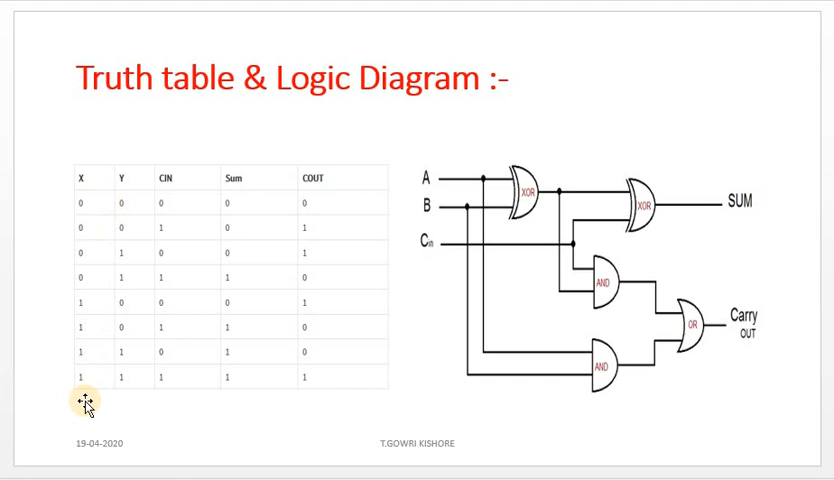 Truth table & Logic Diagram :-
X Y CIN Sum COUT
0 0 0 0 0
0 0 1 0 1
0 1 0 0 1
0 1 1 1 0
1 0 0 0 1
1 0 1 1 0
1 1 0 1 0
1 1 1 1 1
A
B
Cin
XOR
XOR
SUM
AND
OR
Carry
OUT
AND
19-04-2020
T.GOWRI KISHORE